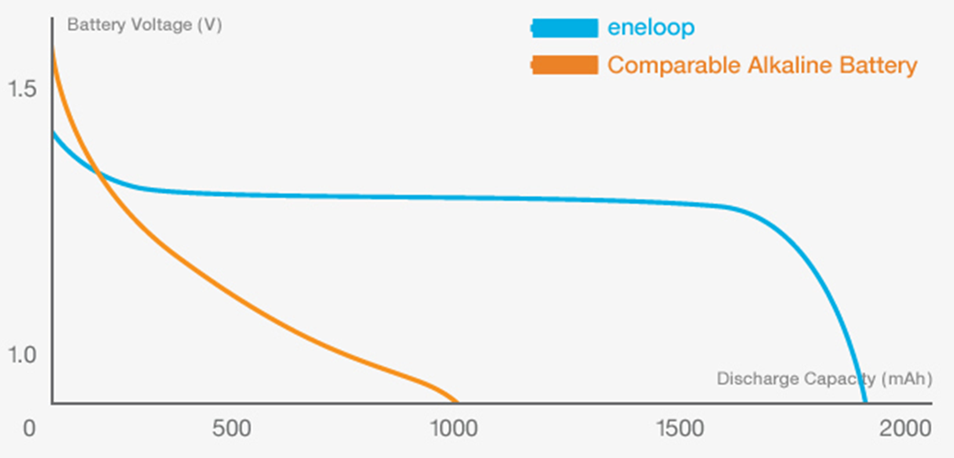 Battery Voltage (V)
eneloop
Comparable Alkaline Battery
1.5
1.0
Discharge Capacity (mAh)
0 500 1000 1500 2000